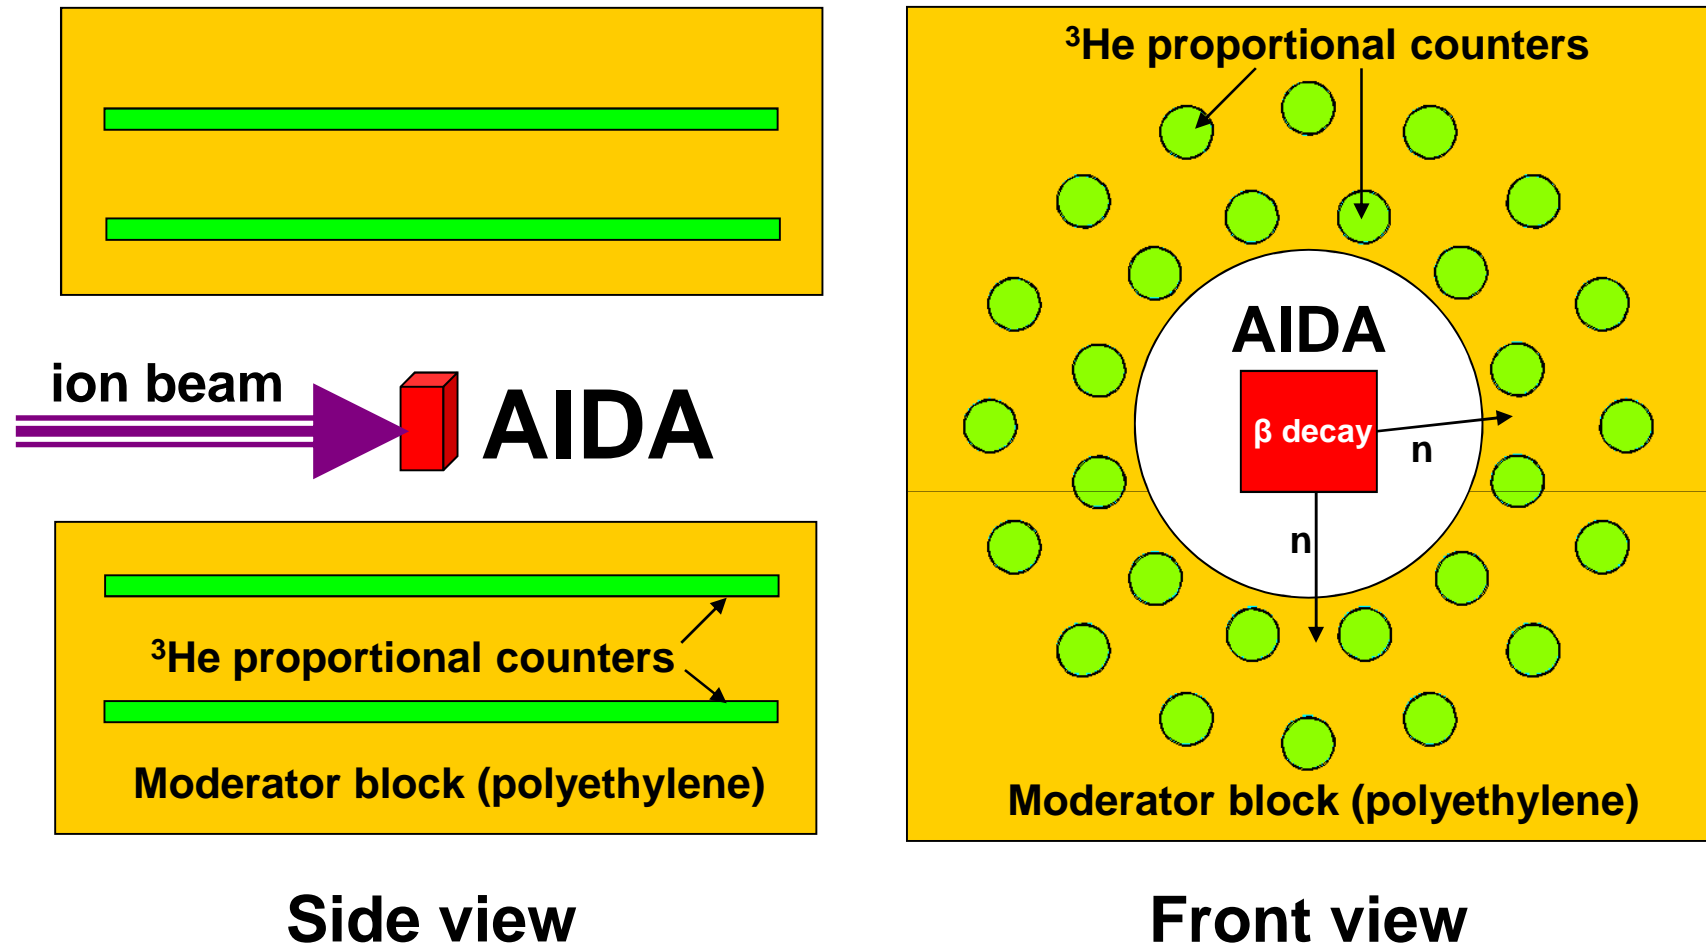 ion beam
AIDA
³He proportional counters
Moderator block (polyethylene)
Side view
³He proportional counters
AIDA
β decay
n
n
Moderator block (polyethylene)
Front view